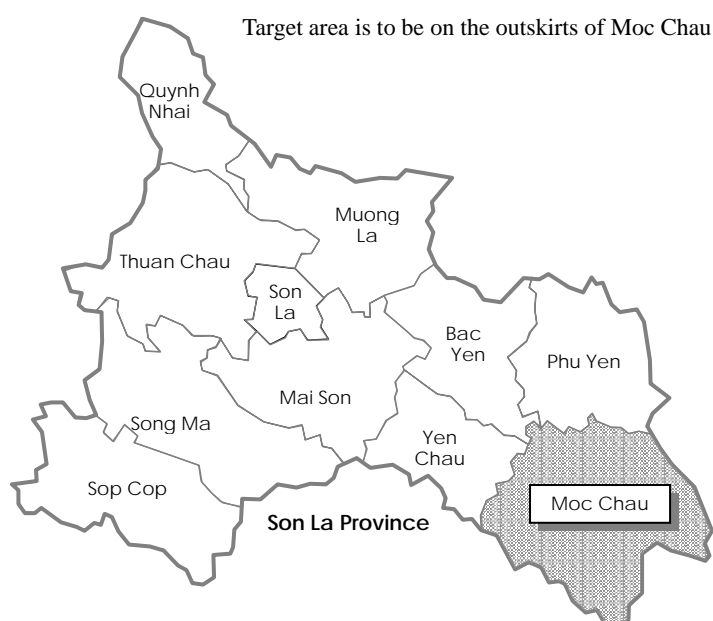 Target area is to be on the outskirts of Moc Chau
Quynh
Nhai
Muong
La
Thuan Chau
Son
La
Bac
Yen
Phu Yen
Mai Son
Song Ma
Yen
Chau
Sop Cop
Moc Chau
Son La Province